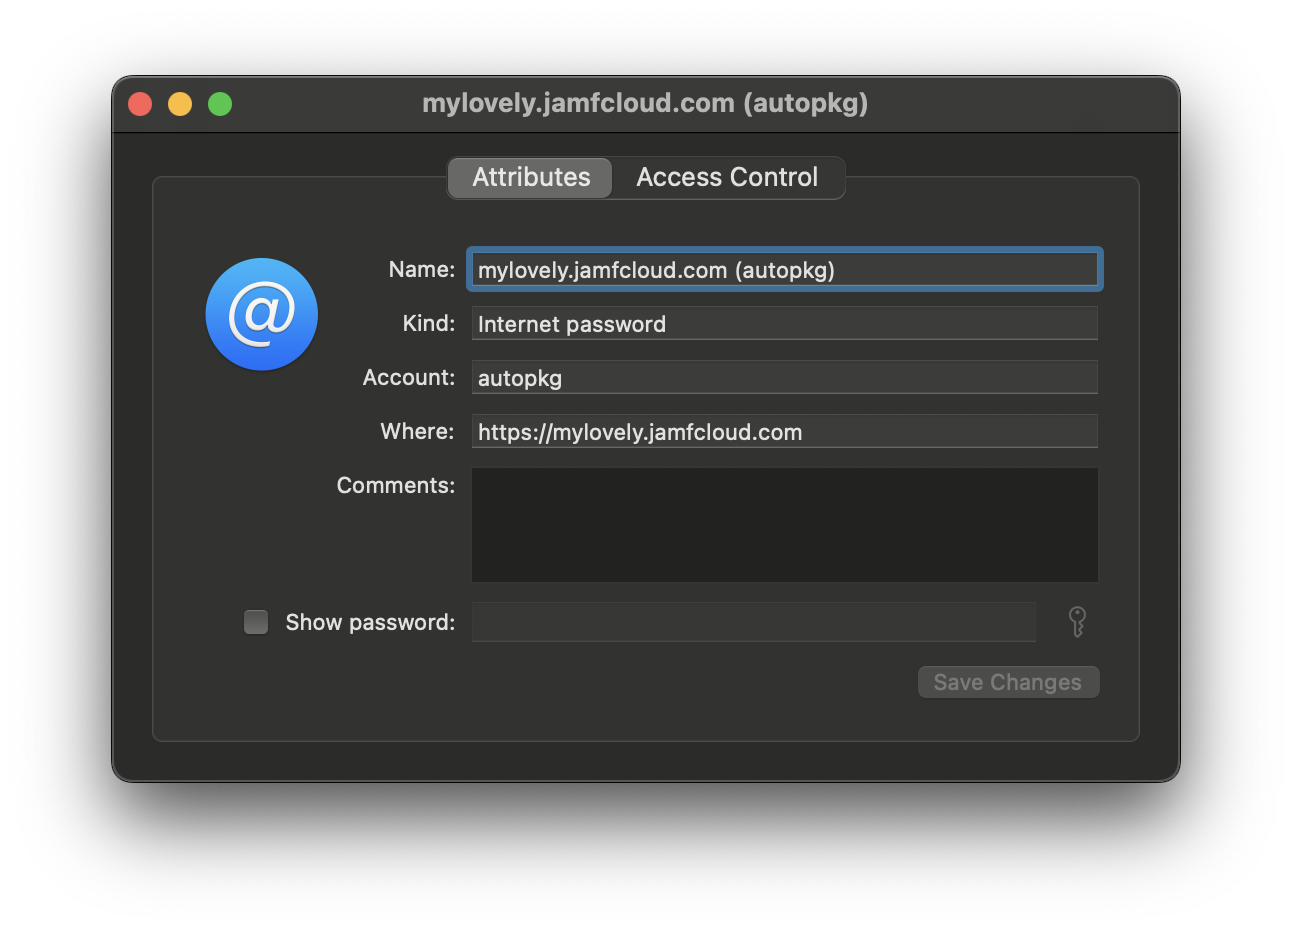 mylovely.jamfcloud.com (autopkg)
Attributes Access Control
@
Name: mylovely.jamfcloud.com (autopkg)
Kind: Internet password
Account: autopkg
Where: https://mylovely.jamfcloud.com
Comments:
Show password:
Save Changes